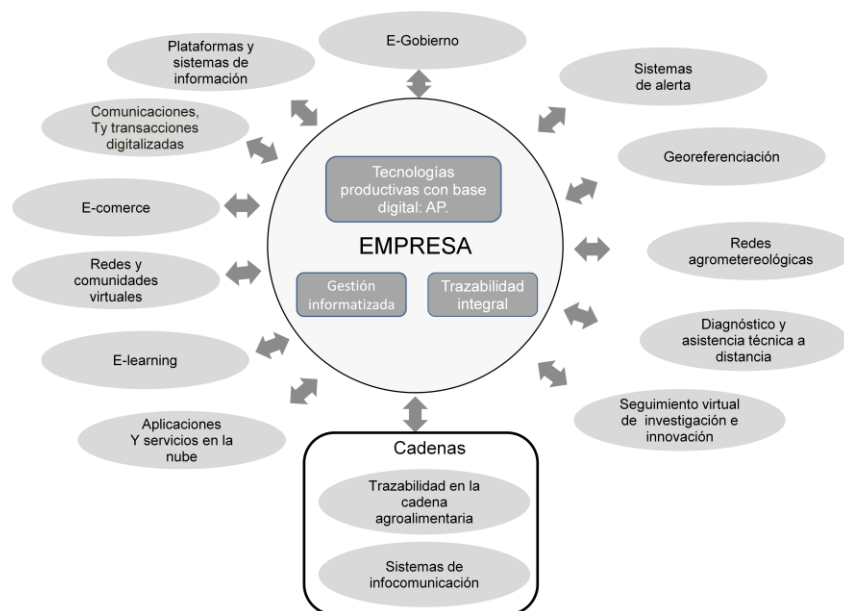 E-Gobierno
Plataformas y
sistemas de
información
Sistemas
de alerta
Comunicaciones,
Ty transacciones
digitalizadas
Georeferenciación
Tecnologías
productivas con base
digital: AP.
E-comerce
EMPRESA
Redes
agrometereológicas
Redes y
comunidades
virtuales
Gestión
informatizada
Trazabilidad
integral
Diagnóstico y
asistencia técnica a
distancia
E-learning
Seguimiento virtual
de investigación e
innovación
Aplicaciones
Y servicios en la
nube
Cadenas
Trazabilidad en la
cadena
agroalimentaria
Sistemas de
infocomunicación